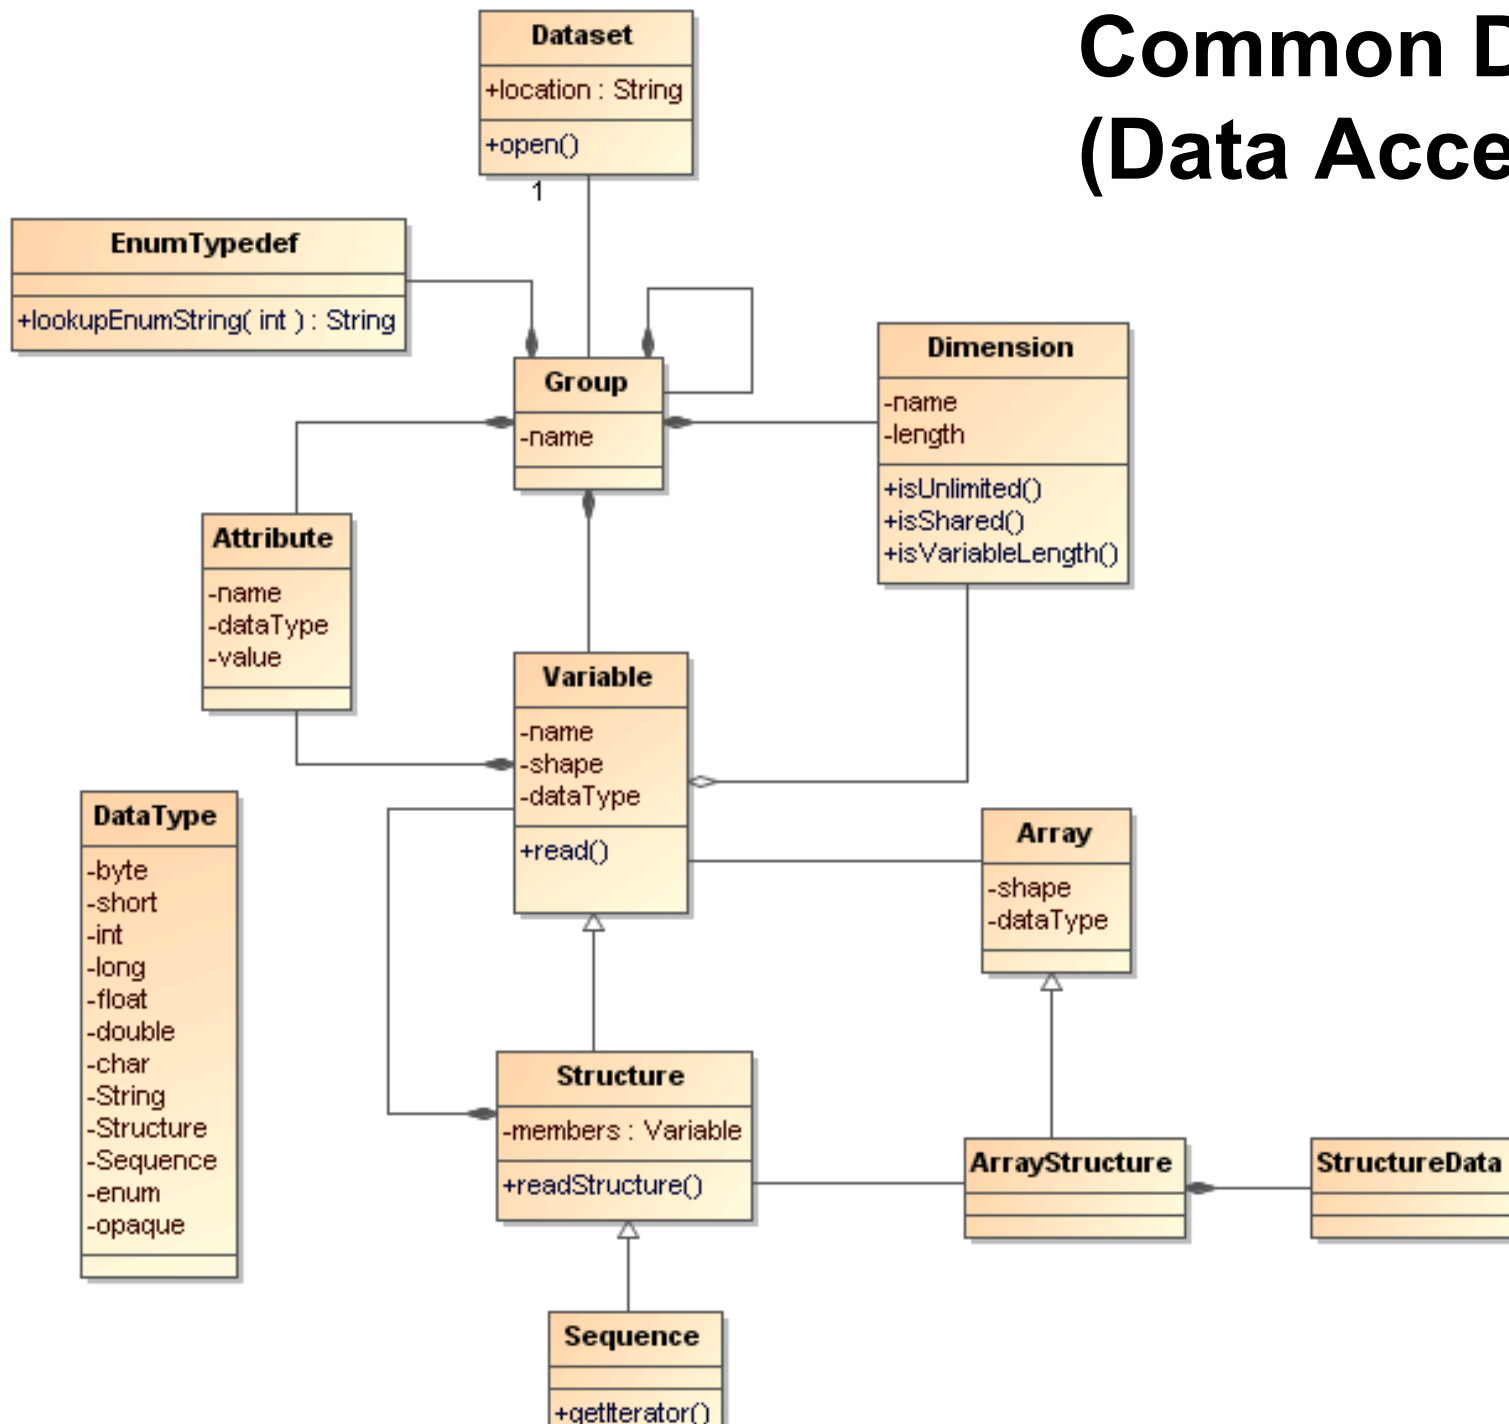 Common D
(Data Acce
Dataset
+location : String
+open()
1
EnumTypedef
+lookupEnumString( int ) : String
Group
-name
Dimension
-name
-length
+isUnlimited()
+isShared()
+isVariableLength()
Attribute
-name
-dataType
-value
Variable
-name
-shape
-dataType
+read()
DataType
-byte
-short
-int
-long
-float
-double
-char
-String
-Structure
-Sequence
-enum
-opaque
Array
-shape
-dataType
Structure
-members : Variable
+readStructure()
ArrayStructure
StructureData
Sequence
+getIterator()